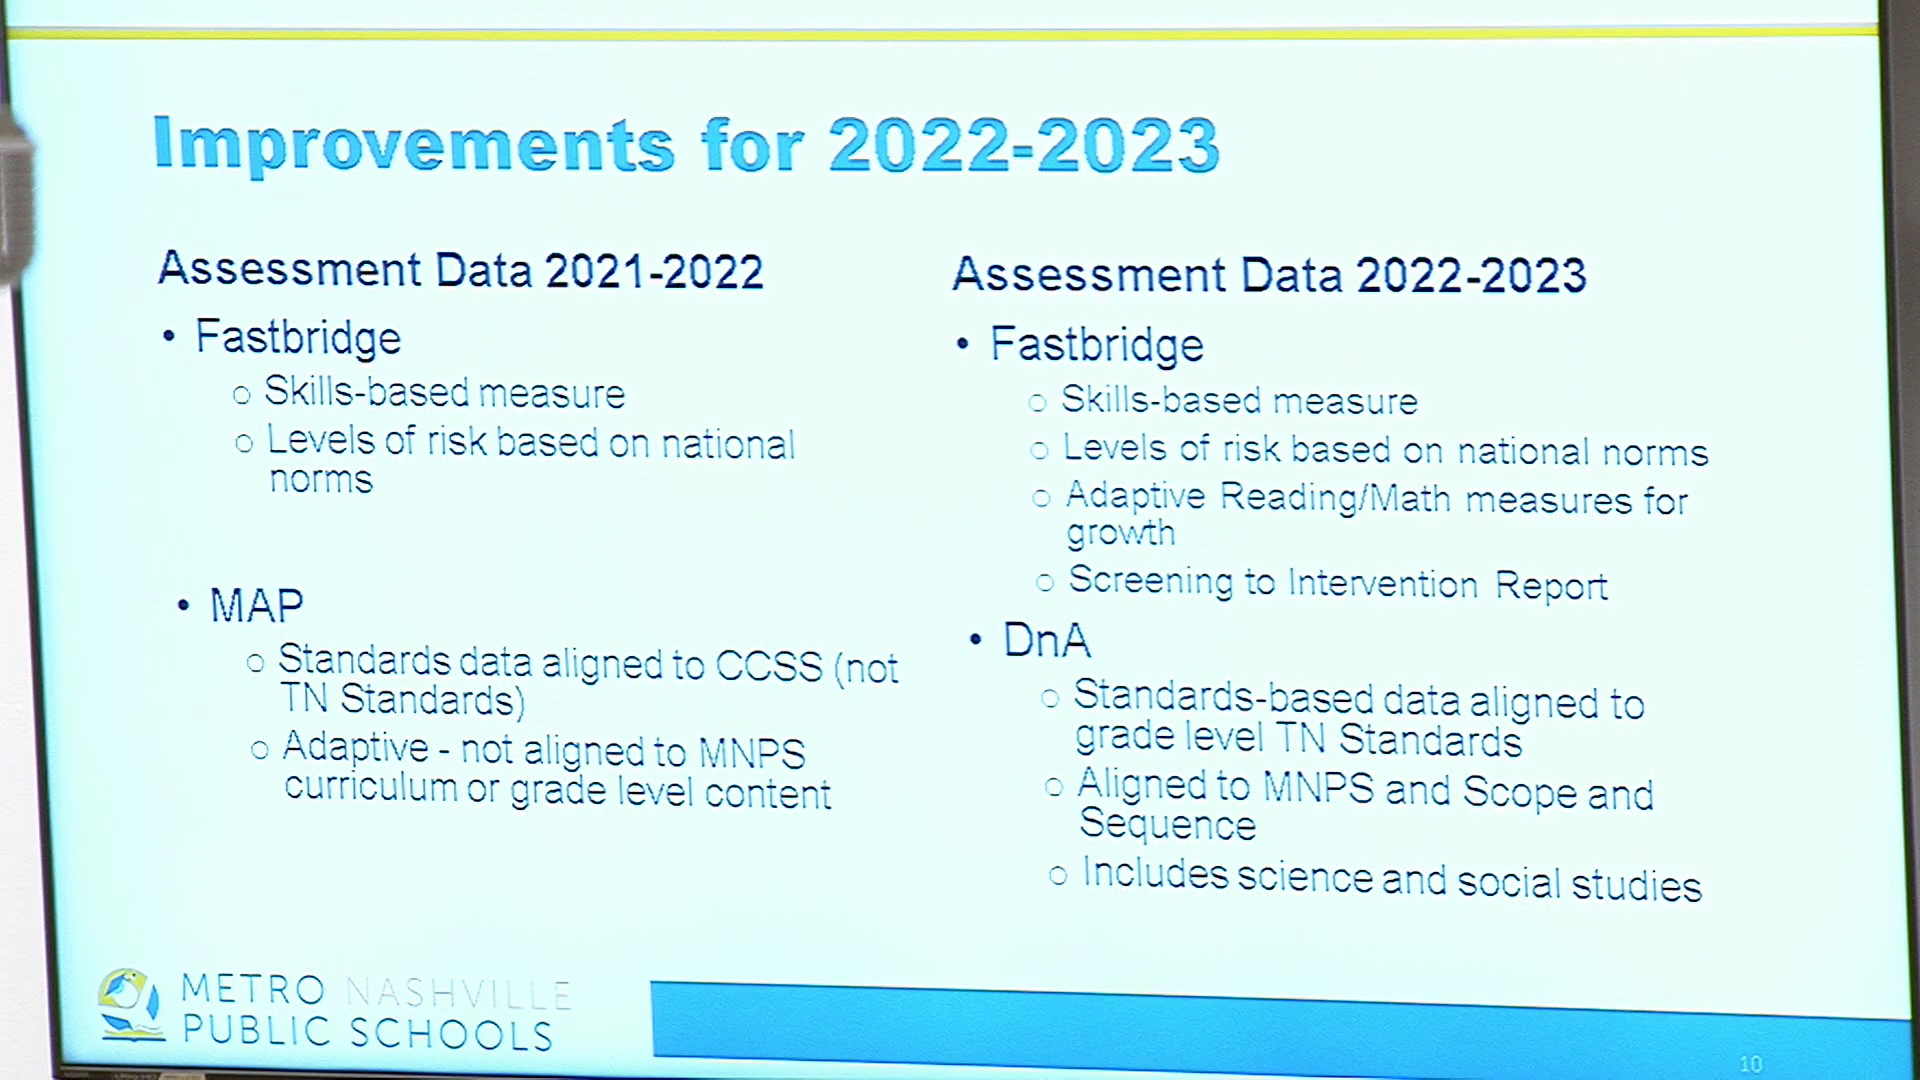 Improvements for 2022-2023
Assessment Data 2021-2022
• Fastbridge
○ Skills-based measure
○ Levels of risk based on national
norms
• MAP
○ Standards data aligned to CCSS (not
TN Standards)
○ Adaptive - not aligned to MNPS
curriculum or grade level content
Assessment Data 2022-2023
• Fastbridge
○ Skills-based measure
○ Levels of risk based on national norms
○ Adaptive Reading/Math measures for
growth
○ Screening to Intervention Report
• DnA
○ Standards-based data aligned to
grade level TN Standards
○ Aligned to MNPS and Scope and
Sequence
○ Includes science and social studies
METRO NASHVILLE
PUBLIC SCHOOLS
10